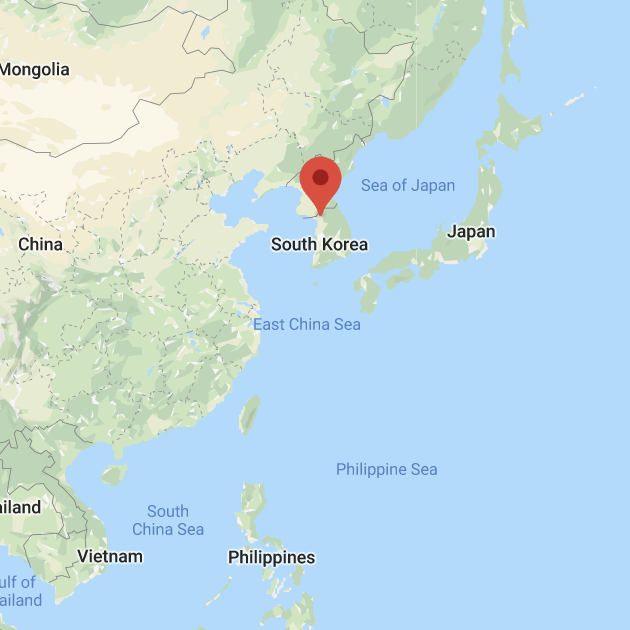 Mongolia
Sea of Japan
Japan
China
South Korea
East China Sea
Philippine Sea
South
China Sea
ailand
Vietnam
Philippines
ulf of
ailand